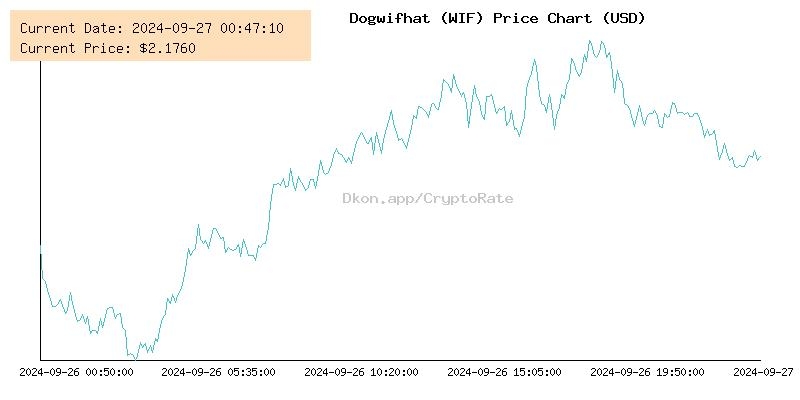 Dogwifhat (WIF) Price Chart (USD)
Current Date: 2024-09-27 00:47:10
Current Price: $2.1760
Dkon.app/CryptoRate
2024-09-26 00:50:00
2024-09-26 05:35:00
2024-09-26 10:20:00
2024-09-26 15:05:00
2024-09-26 19:50:00
2024-09-27